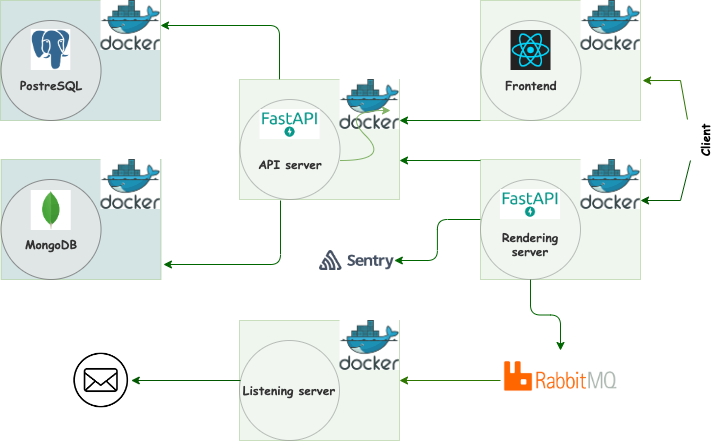 docker
PostreSQL
docker
Frontend
docker
FastAPI
API server
Client
docker
MongoDB
docker
FastAPI
Rendering
server
Sentry
docker
Listening server
RabbitMQ